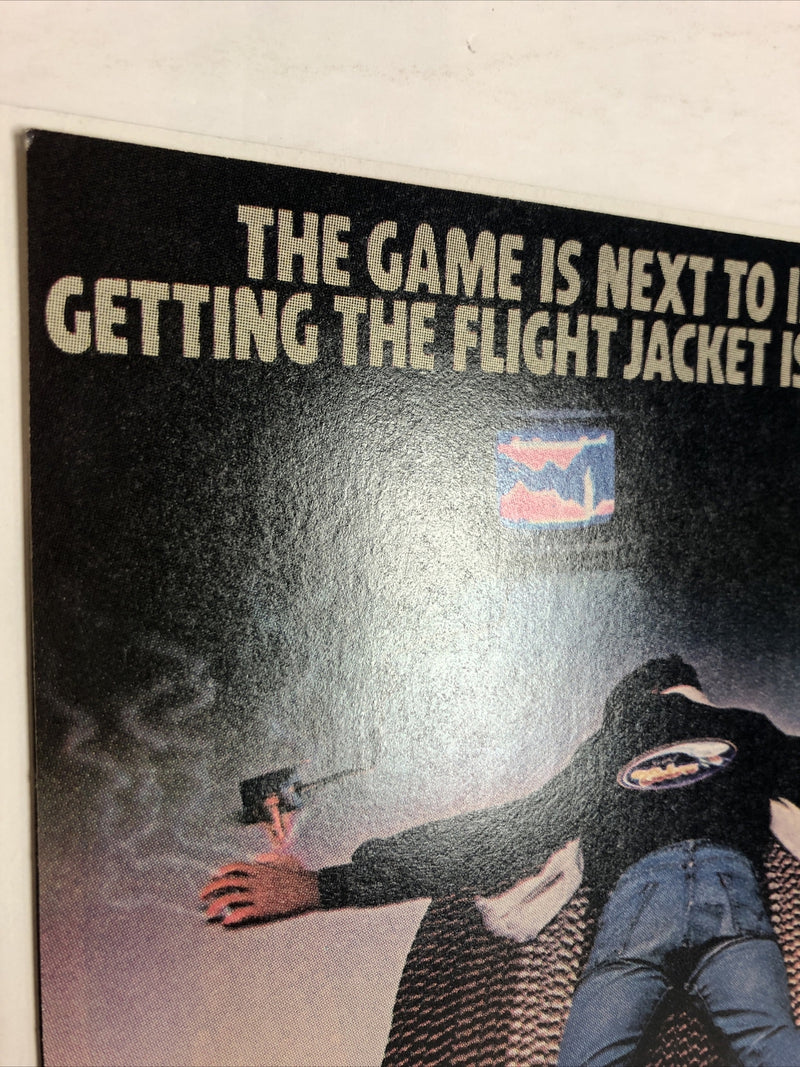 THE GAME IS NEXT TO I
GETTING THE FLIGHT JACKET IS